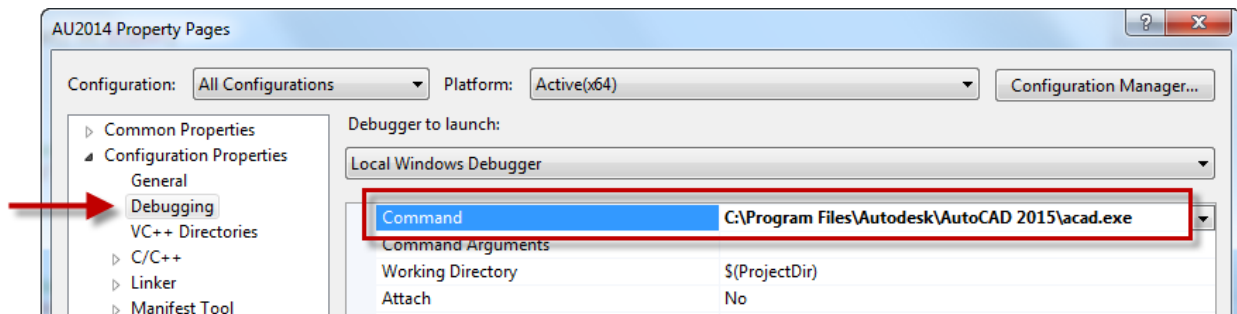 AU2014 Property Pages
Configuration: All Configurations Platform: Active(x64) Configuration Manager...
Common Properties
Configuration Properties
General
Debugging
VC++ Directories
C/C++
Linker
Manifest Tool
Debugger to launch:
Local Windows Debugger
Command C:\Program Files\Autodesk\AutoCAD 2015\acad.exe
Command Arguments
Working Directory $(ProjectDir)
Attach No